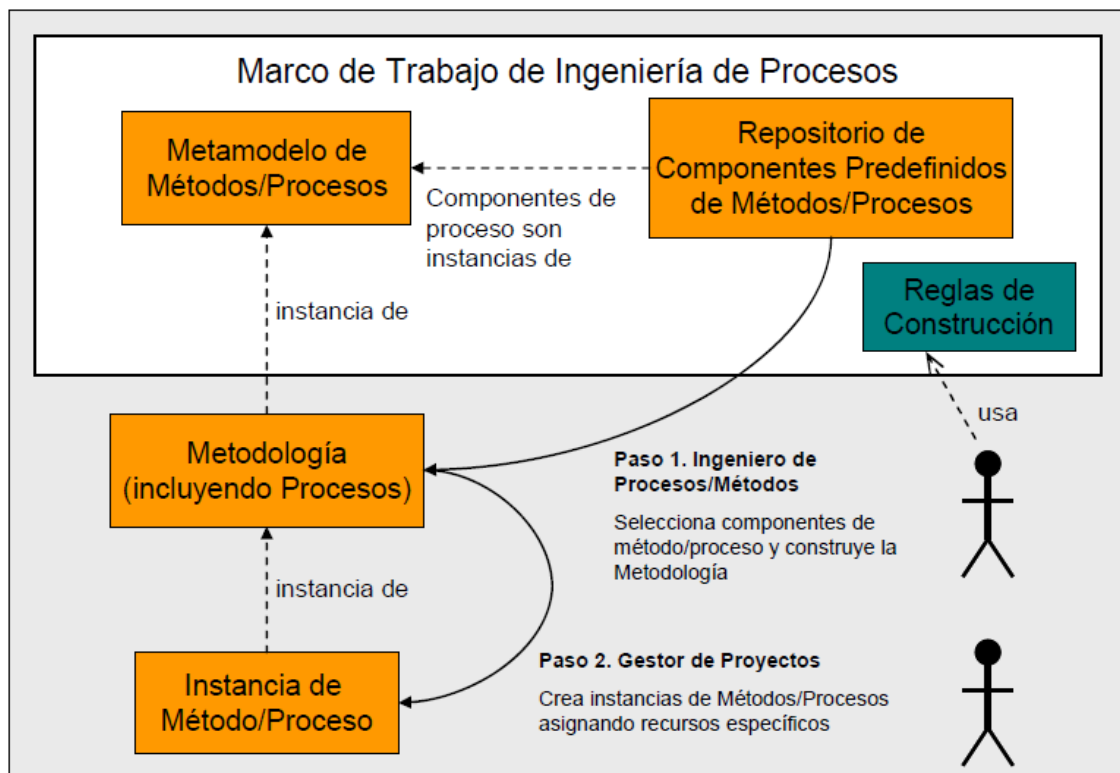 Marco de Trabajo de Ingeniería de Procesos
Metamodelo de
Métodos/Procesos
Repositorio de
Componentes Predefinidos
de Métodos/Procesos
Componentes de
proceso son
instancias de
instancia de
Reglas de
Construcción
usa
Metodología
(incluyendo Procesos)
Paso 1. Ingeniero de
Procesos/Métodos
Selecciona componentes de
método/proceso y construye la
Metodología
instancia de
Instancia de
Método/Proceso
Paso 2. Gestor de Proyectos
Crea instancias de Métodos/Procesos
asignando recursos específicos